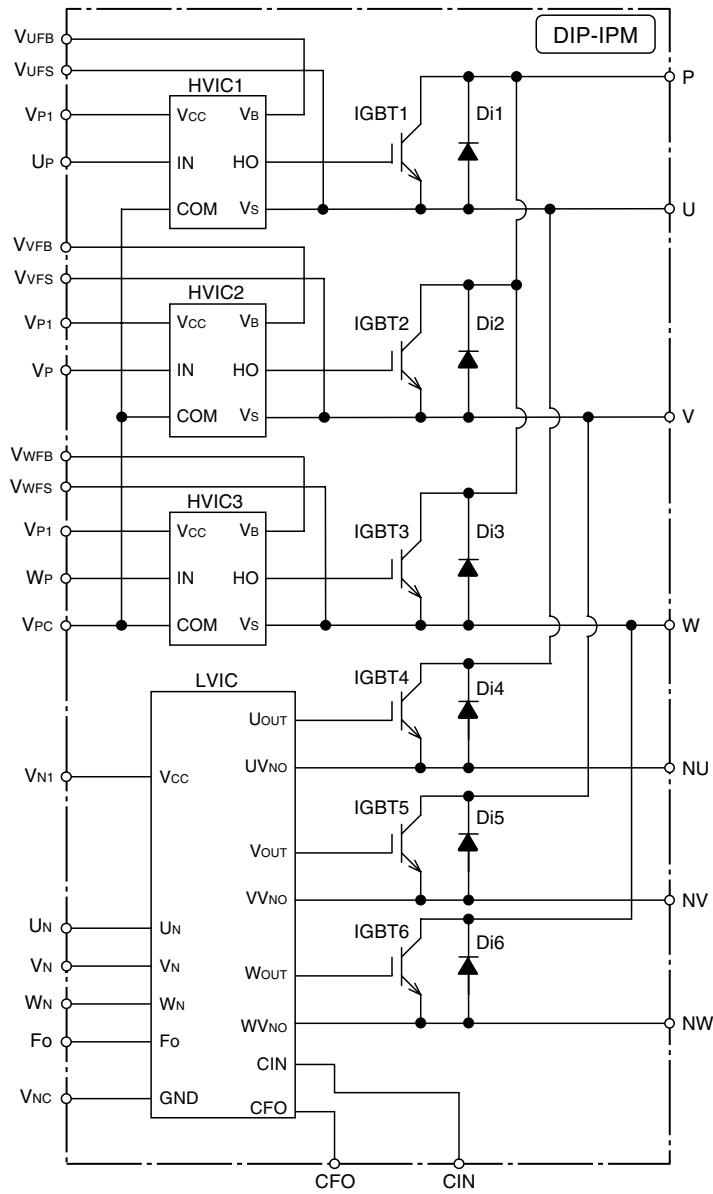 DIP-IPM
VUFB
VUFS
HVIC1
VP1
VCC
VB
IGBT1
Di1
P
UP
IN
HO
COM
VS
U
VVFB
VVFS
HVIC2
VP1
VCC
VB
IGBT2
Di2
VP
IN
HO
COM
VS
V
VWFB
VWFS
HVIC3
VP1
VCC
VB
IGBT3
Di3
WP
IN
HO
VPC
COM
VS
W
LVIC
IGBT4
Di4
UOUT
UVNO
NU
VN1
VCC
IGBT5
Di5
VOUT
VVNO
NV
UN
UN
IGBT6
Di6
VN
VN
WOUT
WN
WN
WVNO
NW
Fo
Fo
CIN
VNC
GND
CFO
CFO
CIN